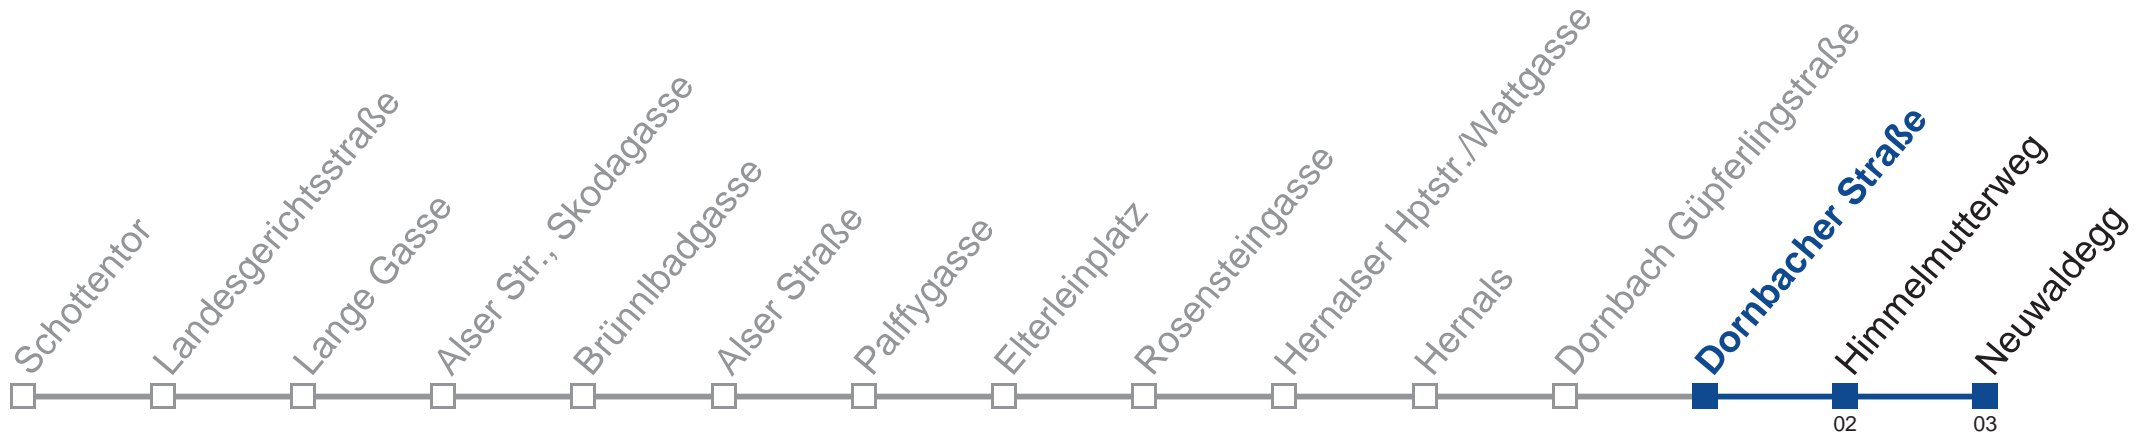 Schottentor
Landesgerichtsstraße
Lange Gasse
Alser Str., Skodagasse
Brünnlbadgasse
Alser Straße
Palffygasse
Elterleinplatz
Rosensteingasse
Hernalser Hptstr./Wattgasse
Hernals
Dornbach Güpferlingstraße
Dornbacher Straße
Himmelmutterweg
Neuwaldegg
02
03